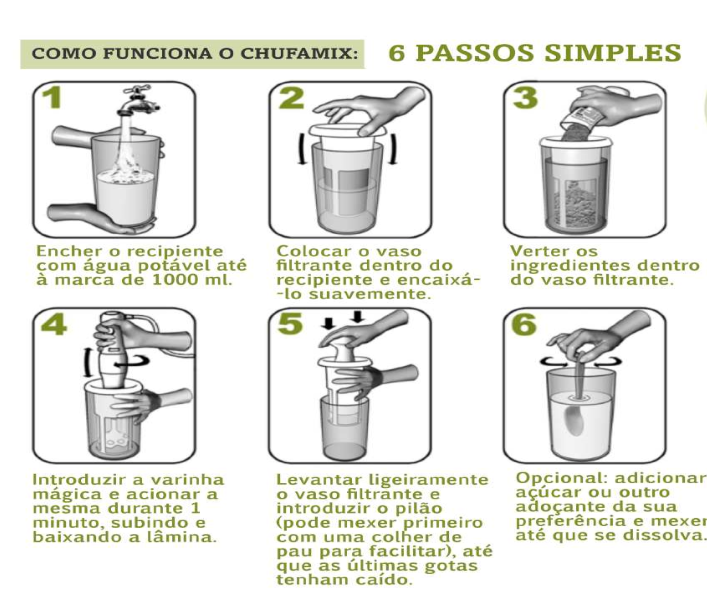 COMO FUNCIONA O CHUFAMIX: 6 PASSOS SIMPLES
1
Encher o recipiente
com água potável até
à marca de 1000 ml.
2
Colocar o vaso
filtrante dentro do
recipiente e encaixá-
-lo suavemente.
3
Verter os
ingredientes dentro
do vaso filtrante.
4
Introduzir a varinha
mágica e acionar a
mesma durante 1
minuto, subindo e
baixando a lâmina.
5
Levantar ligeiramente
o vaso filtrante e
introduzir o pilão
(pode mexer primeiro
com uma colher de
pau para facilitar), até
que as últimas gotas
tenham caído.
6
Opcional: adicionar
açúcar ou outro
adoçante da sua
preferência e mexer
até que se dissolva.